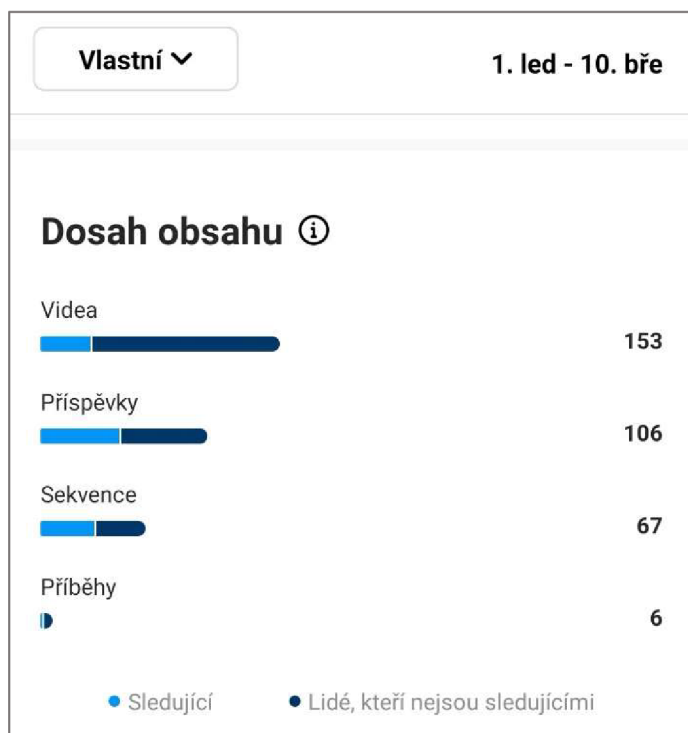 Vlastní
1. led - 10. bře
Dosah obsahu
Videa
153
Příspěvky
106
Sekvence
67
Příběhy
6
Sledující
Lidé, kteří nejsou sledujícími